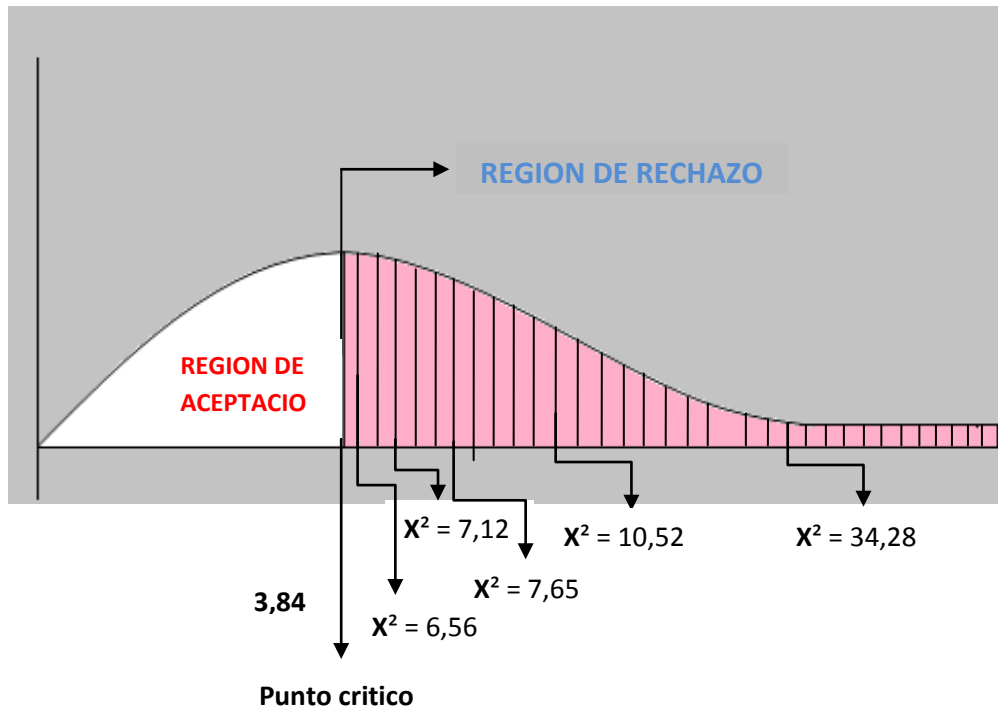 REGION DE RECHAZO
REGION DE
ACEPTACIO
X² = 7,12
X² = 10,52
X² = 34,28
X² = 7,65
3,84
X² = 6,56
Punto critico